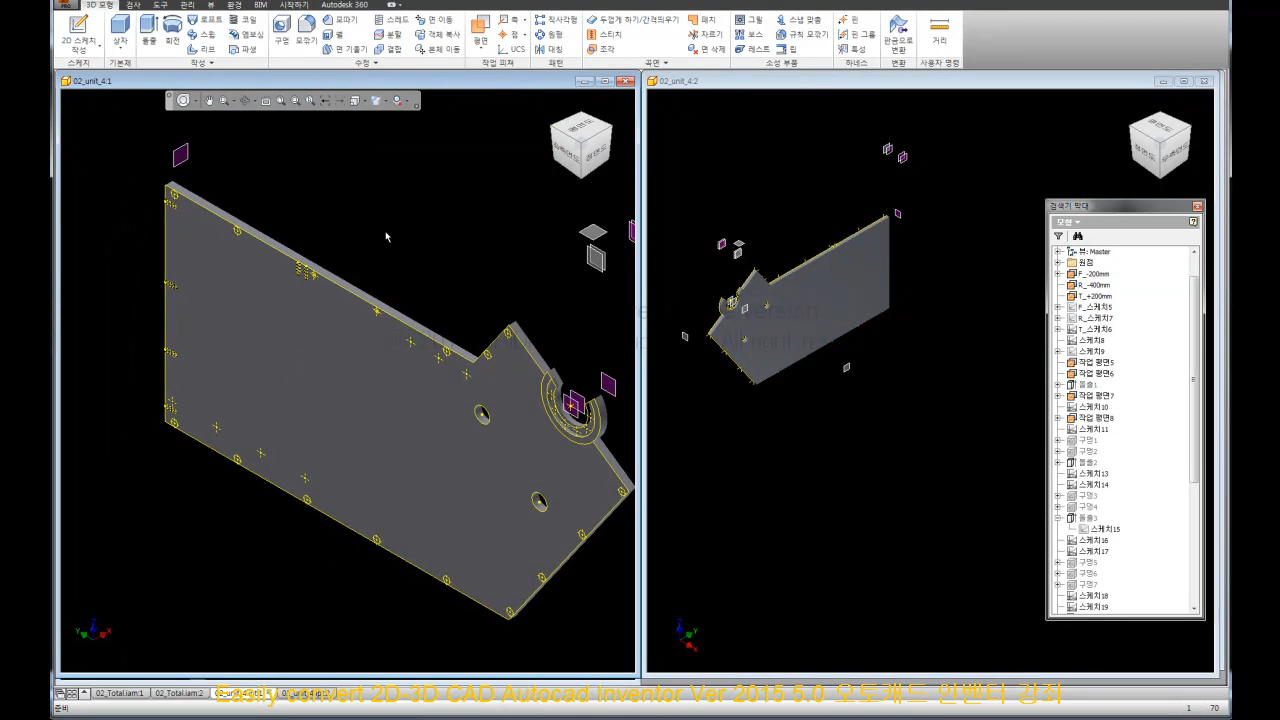 PRO 3D 모형 검사 도구 관리 뷰 환경 BIM 시작하기 Autodesk 360
2D 스케치 작성 상자 돌출 회전 로프트 코일 스윕 엠보싱 리브 파생 구멍 모깎기 모따기 스레드 면 이동 쉘 분할 객체 복사 면 기울기 결합 본체 이동 평면 축 점 UCS 직사각형 원형 대칭 두껍게 하기/간격띄우기 패치 스티치 자르기 조각 면 삭제 그릴 스냅 맞춤 보스 규칙 모깎기 레스트 립 핀 핀 그룹 특성 판금으로 변환 거리
스케치 기본체 작성 수정 작업 피쳐 패턴 곡면 소성 부품 하네스 변환 사용자 명령
02_unit_4:1
02_unit_4:2
평면도
평면도
정면도
우측면도
검색기 막대
모형
뷰: Master
원점
F_-200mm
R_-400mm
T_+200mm
F_스케치5
R_스케치7
T_스케치6
스케치8
스케치9
작업 평면5
작업 평면6
돌출1
작업 평면7
스케치10
작업 평면8
스케치11
구멍1
구멍2
돌출2
스케치13
스케치14
구멍3
구멍4
돌출3
스케치15
스케치16
스케치17
구멍5
구멍6
구멍7
스케치18
스케치19
Z
Y X
Z
Y
X
02_Total.iam:1 02_Total.iam:2
Easily convert 2D-3D CAD Autocad Inventor Ver 2015 5.0 오토캐드 인벤터 강좌
준비 1 70